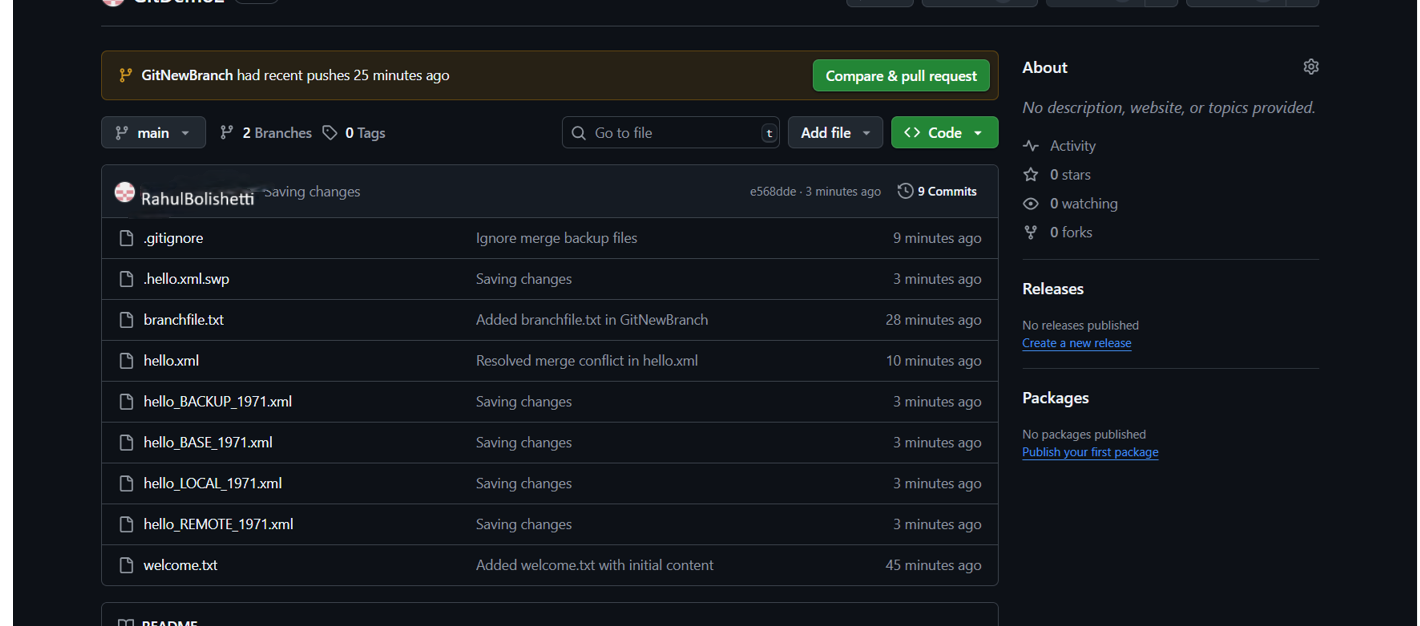 GitDemo2
GitNewBranch had recent pushes 25 minutes ago
Compare & pull request
main
2 Branches
0 Tags
Go to file
t
Add file
Code
RahulBolishetti
Saving changes
e568dde · 3 minutes ago
9 Commits
.gitignore
Ignore merge backup files
9 minutes ago
.hello.xml.swp
Saving changes
3 minutes ago
branchfile.txt
Added branchfile.txt in GitNewBranch
28 minutes ago
hello.xml
Resolved merge conflict in hello.xml
10 minutes ago
hello_BACKUP_1971.xml
Saving changes
3 minutes ago
hello_BASE_1971.xml
Saving changes
3 minutes ago
hello_LOCAL_1971.xml
Saving changes
3 minutes ago
hello_REMOTE_1971.xml
Saving changes
3 minutes ago
welcome.txt
Added welcome.txt with initial content
45 minutes ago
README
About
No description, website, or topics provided.
Activity
0 stars
0 watching
0 forks
Releases
No releases published
Create a new release
Packages
No packages published
Publish your first package